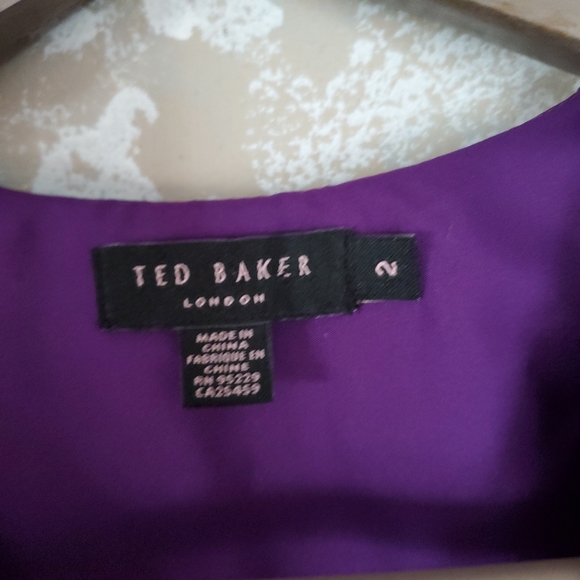 TED BAKER
LONDON
2
MADE IN
CHINA
FABRIQUE EN
CHINE
RN 95229
CA25459